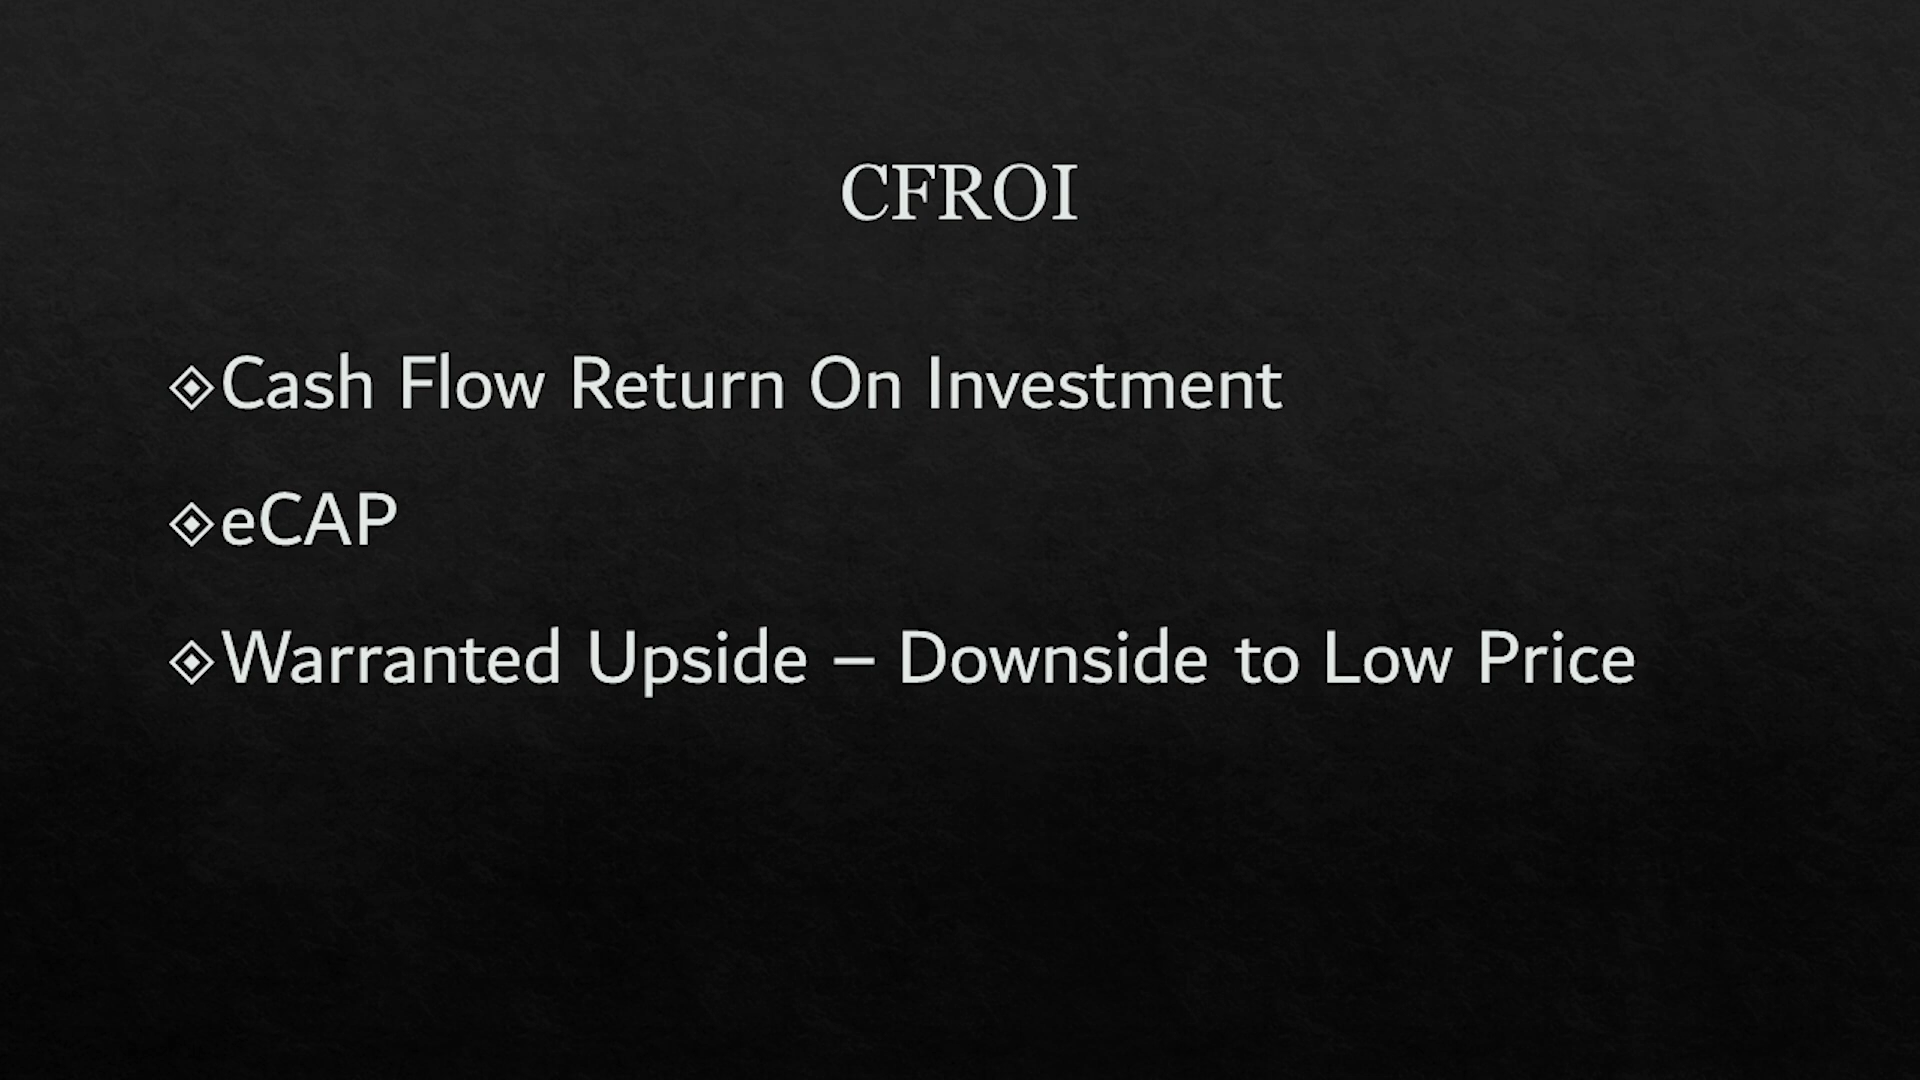 CFROI
Cash Flow Return On Investment
eCAP
Warranted Upside – Downside to Low Price